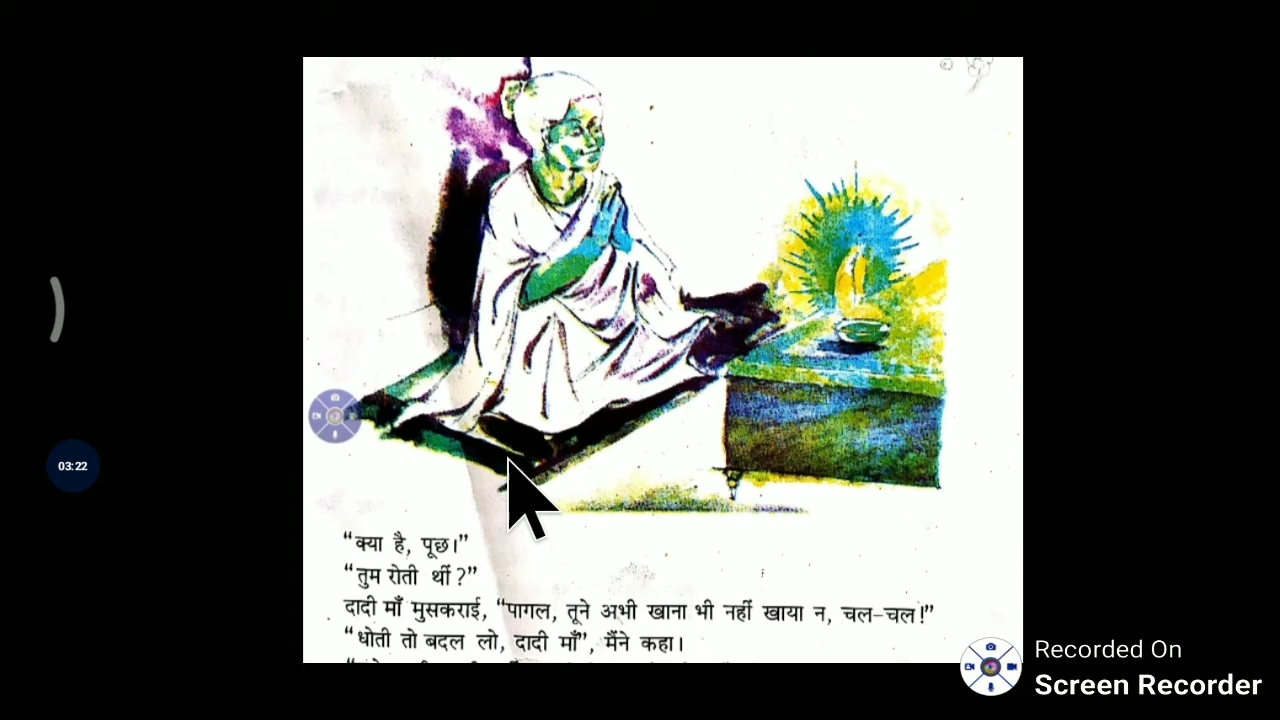 "क्या है, पूछ।"
"तुम रोती थीं?"
दादी माँ मुसकराई, "पागल, तूने अभी खाना भी नहीं खाया न, चल-चल!"
"धोती तो बदल लो, दादी माँ", मैंने कहा।
03:22
Recorded On
Screen Recorder